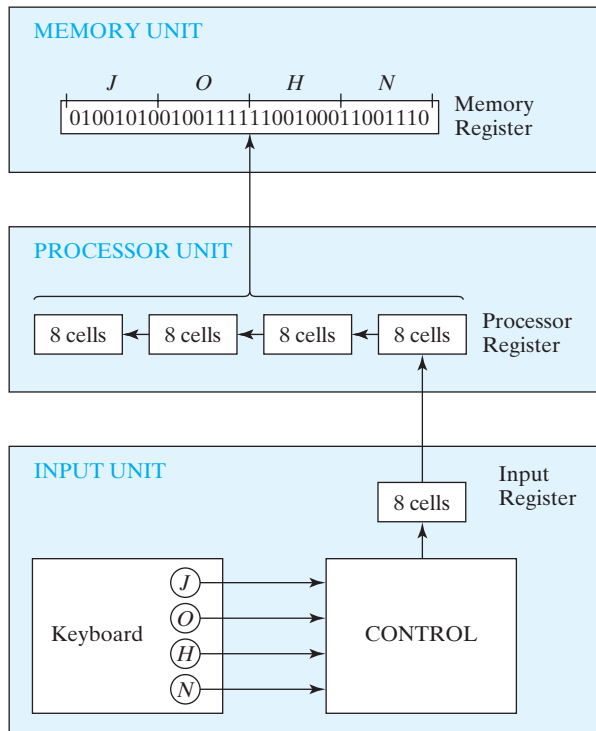 MEMORY UNIT
J O H N
01001010010011111100100011001110
Memory
Register
PROCESSOR UNIT
8 cells 8 cells 8 cells 8 cells
Processor
Register
INPUT UNIT
Input
Register
8 cells
J
O
Keyboard
CONTROL
H
N